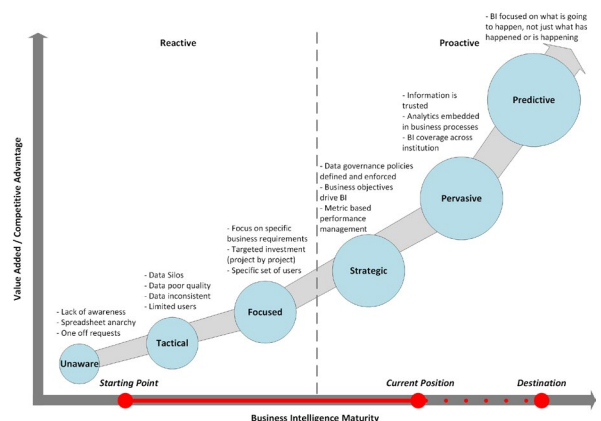 - BI focused on what is going
to happen, not just what has
happened or is happening
Reactive
Proactive
Predictive
- Information is
trusted
- Analytics embedded
in business processes
- BI coverage across
institution
- Data governance policies
defined and enforced
- Business objectives
drive BI
- Metric based
performance
management
Pervasive
- Focus on specific
business requirements
- Targeted investment
(project by project)
- Specific set of users
Strategic
- Data Silos
- Data poor quality
- Data inconsistent
- Limited users
Focused
- Lack of awareness
- Spreadsheet anarchy
- One off requests
Tactical
Unaware
Value Added / Competitive Advantage
Starting Point
Current Position
Destination
Business Intelligence Maturity